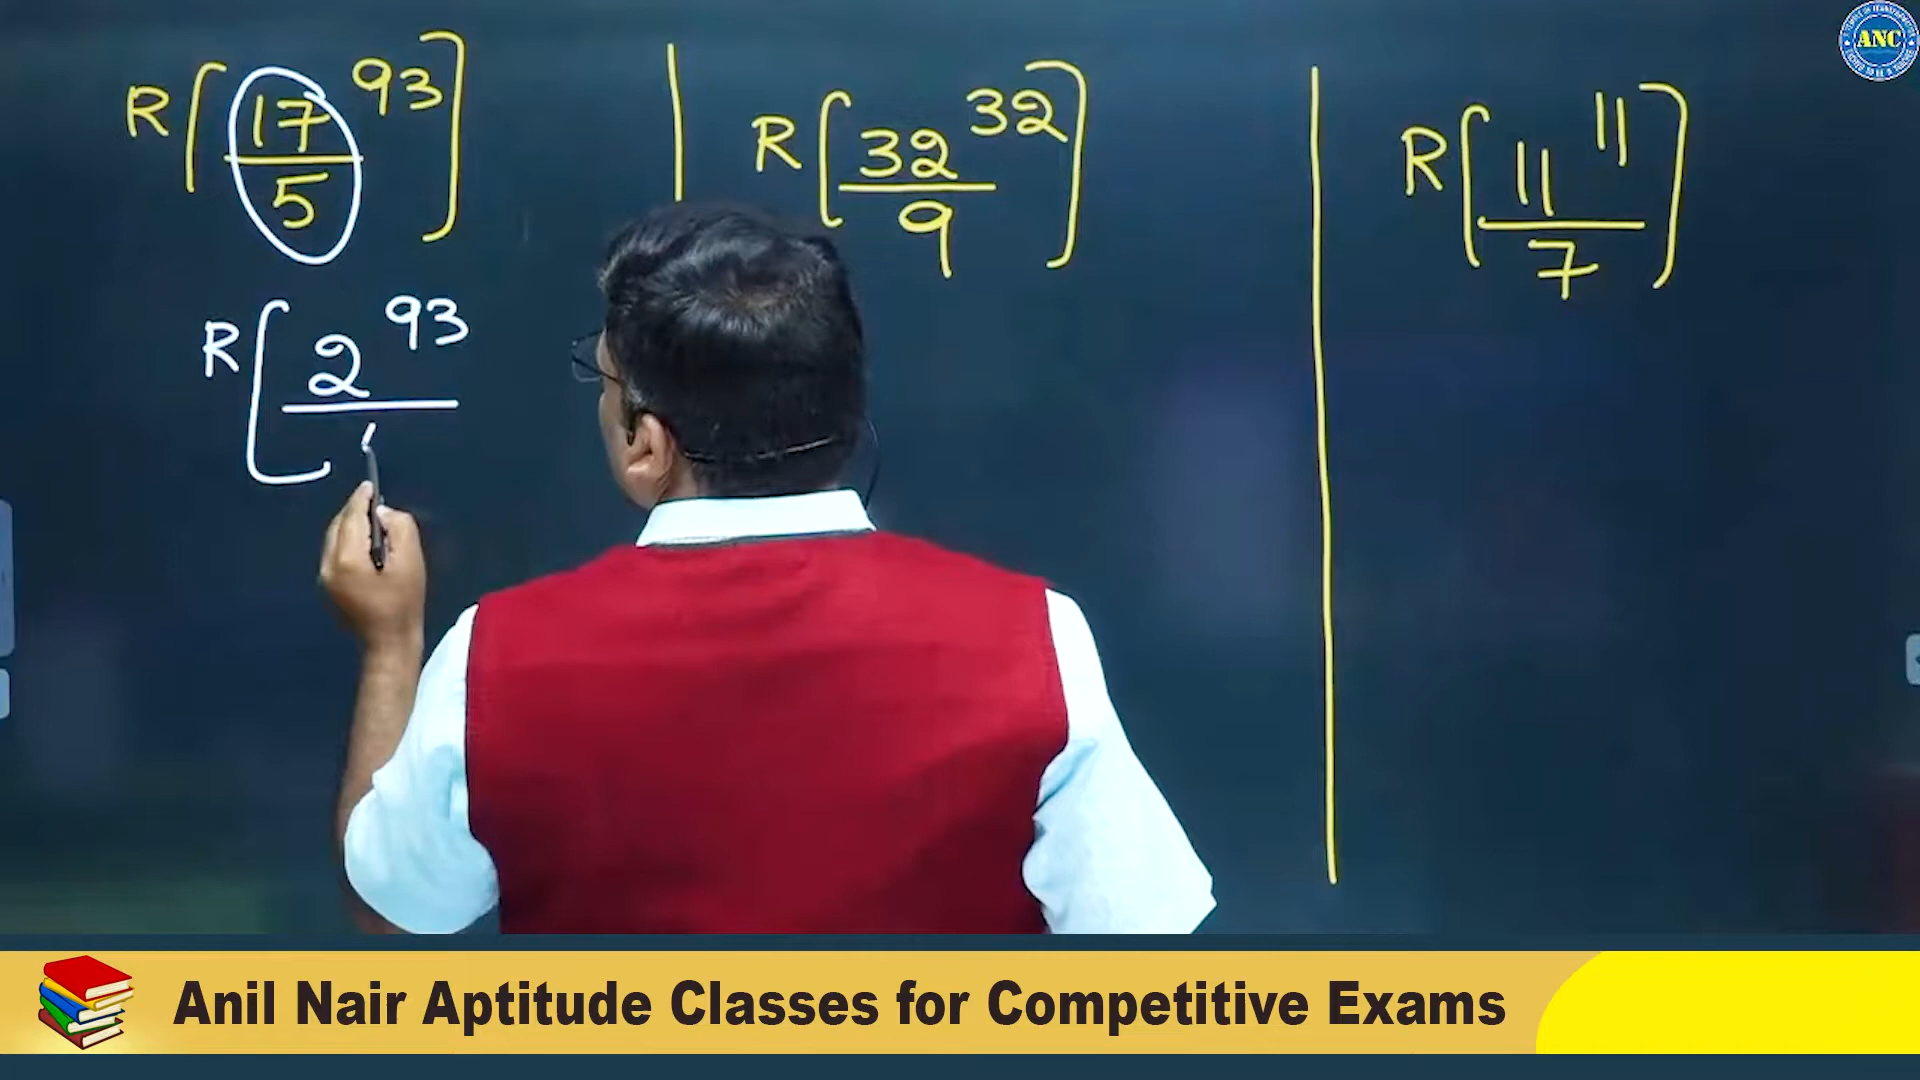 R[17/5 93]
R[2 93/
R[32 32/9]
R[11 11/7]
ANC
Anil Nair Aptitude Classes for Competitive Exams